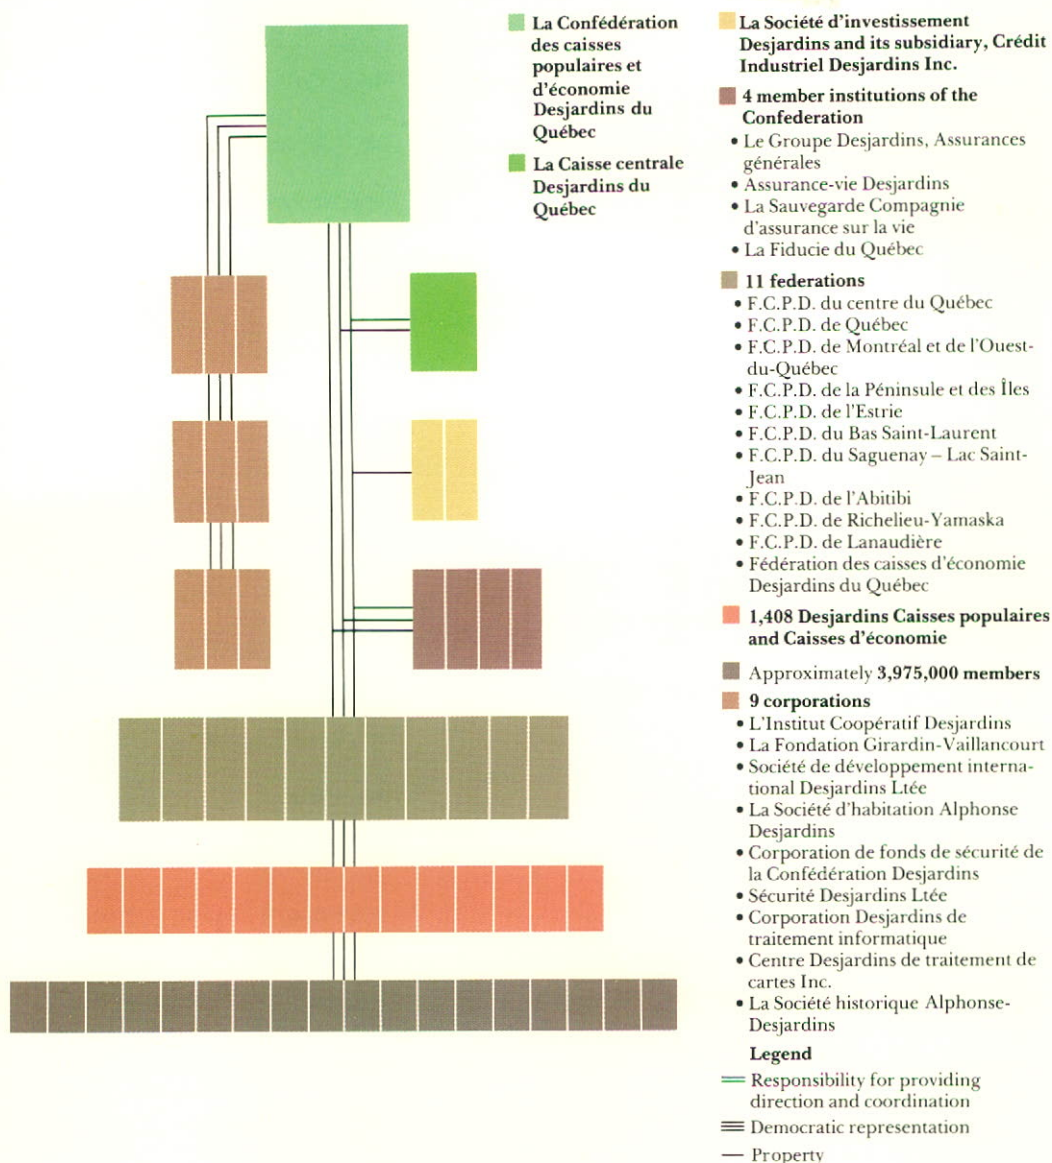 La Confédération
des caisses
populaires et
d'économie
Desjardins du
Québec
La Caisse centrale
Desjardins du
Québec
La Société d'investissement
Desjardins and its subsidiary, Crédit
Industriel Desjardins Inc.
4 member institutions of the
Confederation
• Le Groupe Desjardins, Assurances
générales
• Assurance-vie Desjardins
• La Sauvegarde Compagnie
d'assurance sur la vie
• La Fiducie du Québec
11 federations
• F.C.P.D. du centre du Québec
• F.C.P.D. de Québec
• F.C.P.D. de Montréal et de l'Ouest-
du-Québec
• F.C.P.D. de la Péninsule et des Îles
• F.C.P.D. de l'Estrie
• F.C.P.D. du Bas Saint-Laurent
• F.C.P.D. du Saguenay – Lac Saint-
Jean
• F.C.P.D. de l'Abitibi
• F.C.P.D. de Richelieu-Yamaska
• F.C.P.D. de Lanaudière
• Fédération des caisses d'économie
Desjardins du Québec
1,408 Desjardins Caisses populaires
and Caisses d'économie
Approximately 3,975,000 members
9 corporations
• L'Institut Coopératif Desjardins
• La Fondation Girardin-Vaillancourt
• Société de développement interna-
tional Desjardins Ltée
• La Société d'habitation Alphonse
Desjardins
• Corporation de fonds de sécurité de
la Confédération Desjardins
• Sécurité Desjardins Ltée
• Corporation Desjardins de
traitement informatique
• Centre Desjardins de traitement de
cartes Inc.
• La Société historique Alphonse-
Desjardins
Legend
Responsibility for providing
direction and coordination
Democratic representation
Property